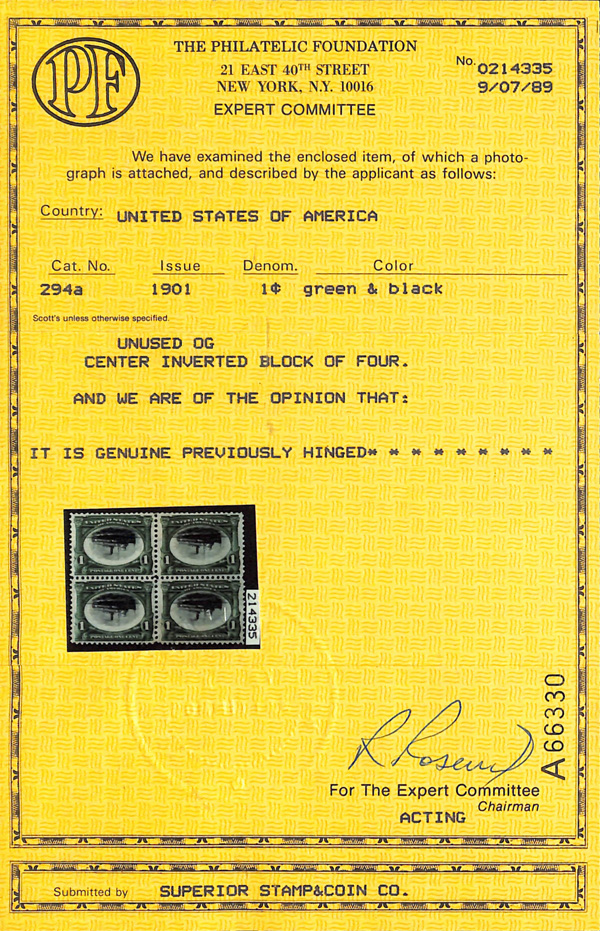 PF
THE PHILATELIC FOUNDATION
21 EAST 40TH STREET
NEW YORK, N.Y. 10016
EXPERT COMMITTEE
No. 0214335
9/07/89
We have examined the enclosed item, of which a photo-
graph is attached, and described by the applicant as follows:
Country: UNITED STATES OF AMERICA
Cat. No. Issue Denom. Color
294a 1901 1¢ green & black
Scott's unless otherwise specified.
UNUSED OG
CENTER INVERTED BLOCK OF FOUR.
AND WE ARE OF THE OPINION THAT:
IT IS GENUINE PREVIOUSLY HINGED* * * * * * * * * *
214335
A 66330
R Rosen
For The Expert Committee
Chairman
ACTING
Submitted by SUPERIOR STAMP&COIN CO.